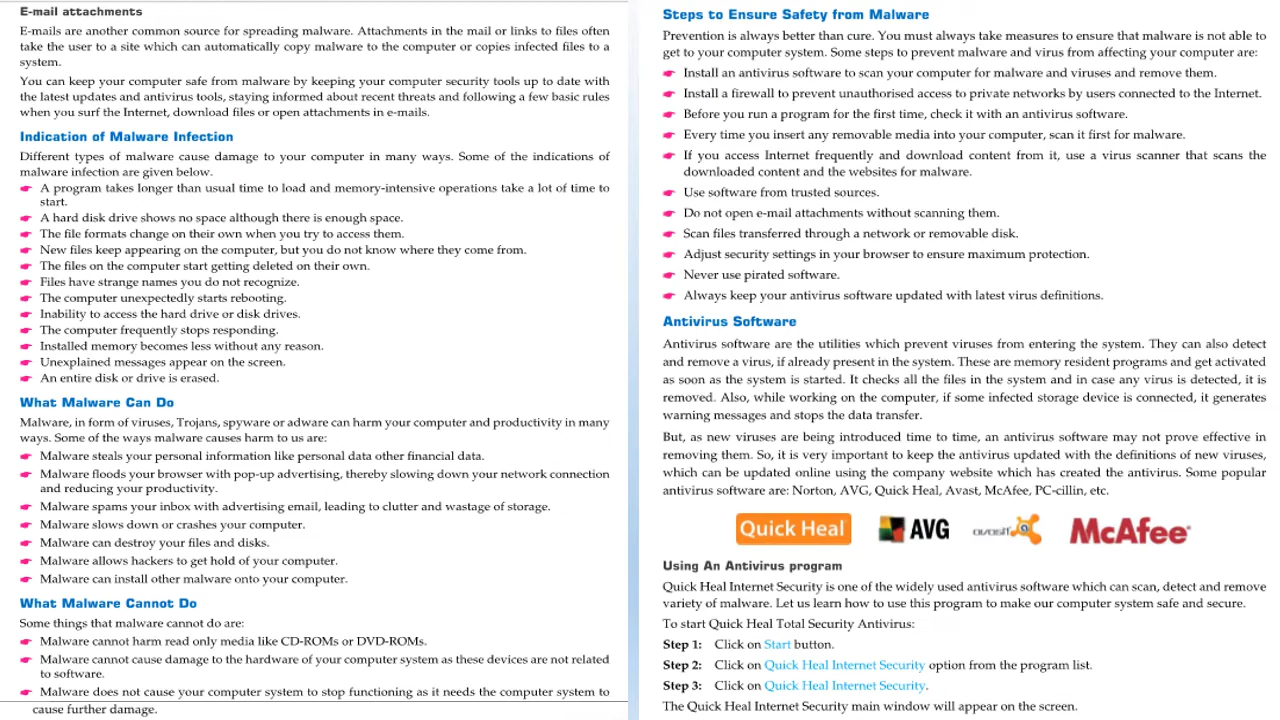 E-mail attachments
E-mails are another common source for spreading malware. Attachments in the mail or links to files often
take the user to a site which can automatically copy malware to the computer or copies infected files to a
system.
You can keep your computer safe from malware by keeping your computer security tools up to date with
the latest updates and antivirus tools, staying informed about recent threats and following a few basic rules
when you surf the Internet, download files or open attachments in e-mails.
Indication of Malware Infection
Different types of malware cause damage to your computer in many ways. Some of the indications of
malware infection are given below.
A program takes longer than usual time to load and memory-intensive operations take a lot of time to
start.
A hard disk drive shows no space although there is enough space.
The file formats change on their own when you try to access them.
New files keep appearing on the computer, but you do not know where they come from.
The files on the computer start getting deleted on their own.
Files have strange names you do not recognize.
The computer unexpectedly starts rebooting.
Inability to access the hard drive or disk drives.
The computer frequently stops responding.
Installed memory becomes less without any reason.
Unexplained messages appear on the screen.
An entire disk or drive is erased.
What Malware Can Do
Malware, in form of viruses, Trojans, spyware or adware can harm your computer and productivity in many
ways. Some of the ways malware causes harm to us are:
Malware steals your personal information like personal data other financial data.
Malware floods your browser with pop-up advertising, thereby slowing down your network connection
and reducing your productivity.
Malware spams your inbox with advertising email, leading to clutter and wastage of storage.
Malware slows down or crashes your computer.
Malware can destroy your files and disks.
Malware allows hackers to get hold of your computer.
Malware can install other malware onto your computer.
What Malware Cannot Do
Some things that malware cannot do are:
Malware cannot harm read only media like CD-ROMs or DVD-ROMs.
Malware cannot cause damage to the hardware of your computer system as these devices are not related
to software.
Malware does not cause your computer system to stop functioning as it needs the computer system to
cause further damage.
Steps to Ensure Safety from Malware
Prevention is always better than cure. You must always take measures to ensure that malware is not able to
get to your computer system. Some steps to prevent malware and virus from affecting your computer are:
Install an antivirus software to scan your computer for malware and viruses and remove them.
Install a firewall to prevent unauthorised access to private networks by users connected to the Internet.
Before you run a program for the first time, check it with an antivirus software.
Every time you insert any removable media into your computer, scan it first for malware.
If you access Internet frequently and download content from it, use a virus scanner that scans the
downloaded content and the websites for malware.
Use software from trusted sources.
Do not open e-mail attachments without scanning them.
Scan files transferred through a network or removable disk.
Adjust security settings in your browser to ensure maximum protection.
Never use pirated software.
Always keep your antivirus software updated with latest virus definitions.
Antivirus Software
Antivirus software are the utilities which prevent viruses from entering the system. They can also detect
and remove a virus, if already present in the system. These are memory resident programs and get activated
as soon as the system is started. It checks all the files in the system and in case any virus is detected, it is
removed. Also, while working on the computer, if some infected storage device is connected, it generates
warning messages and stops the data transfer.
But, as new viruses are being introduced time to time, an antivirus software may not prove effective in
removing them. So, it is very important to keep the antivirus updated with the definitions of new viruses,
which can be updated online using the company website which has created the antivirus. Some popular
antivirus software are: Norton, AVG, Quick Heal, Avast, McAfee, PC-cillin, etc.
Quick Heal AVG avast! McAfee
Using An Antivirus program
Quick Heal Internet Security is one of the widely used antivirus software which can scan, detect and remove
variety of malware. Let us learn how to use this program to make our computer system safe and secure.
To start Quick Heal Total Security Antivirus:
Step 1: Click on Start button.
Step 2: Click on Quick Heal Internet Security option from the program list.
Step 3: Click on Quick Heal Internet Security.
The Quick Heal Internet Security main window will appear on the screen.